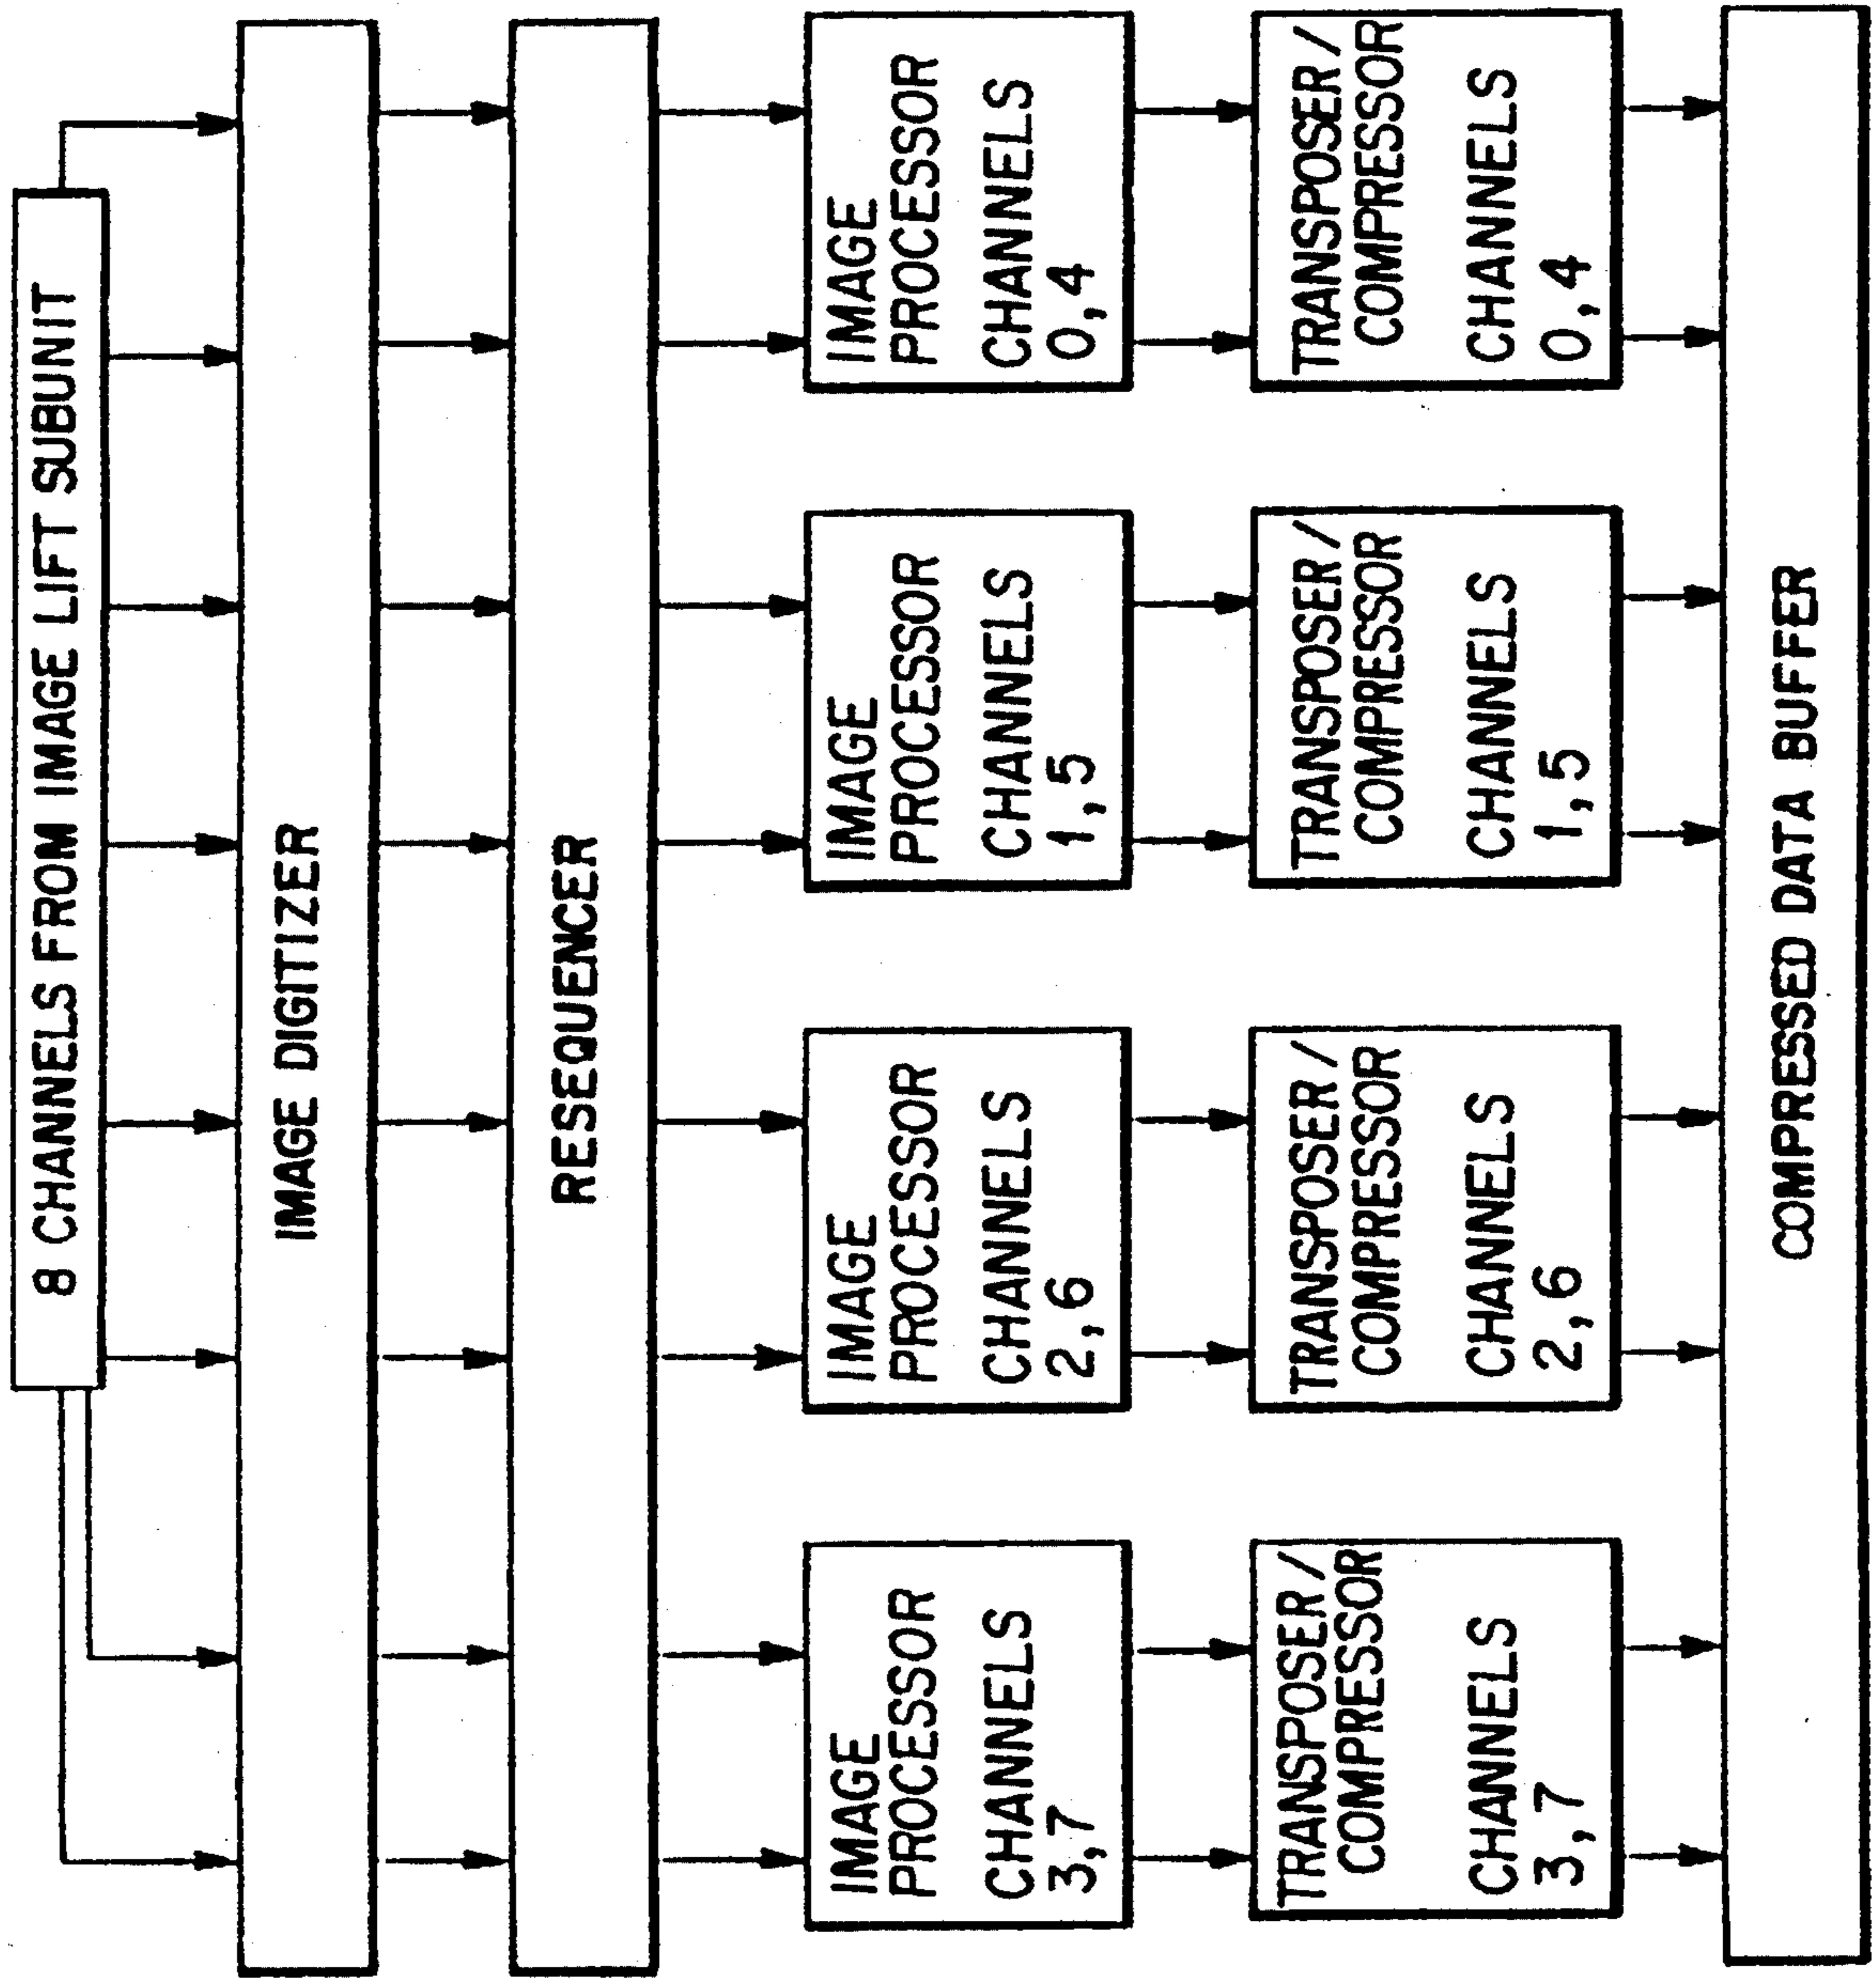 8 CHANNELS FROM IMAGE LIFT SUBUNIT
IMAGE DIGITIZER
RESEQUENCER
IMAGE
PROCESSOR
CHANNELS
3,7
IMAGE
PROCESSOR
CHANNELS
2,6
IMAGE
PROCESSOR
CHANNELS
1,5
IMAGE
PROCESSOR
CHANNELS
0,4
TRANSPOSER/
COMPRESSOR
CHANNELS
3,7
TRANSPOSER/
COMPRESSOR
CHANNELS
2,6
TRANSPOSER/
COMPRESSOR
CHANNELS
1,5
TRANSPOSER/
COMPRESSOR
CHANNELS
0,4
COMPRESSED DATA BUFFER